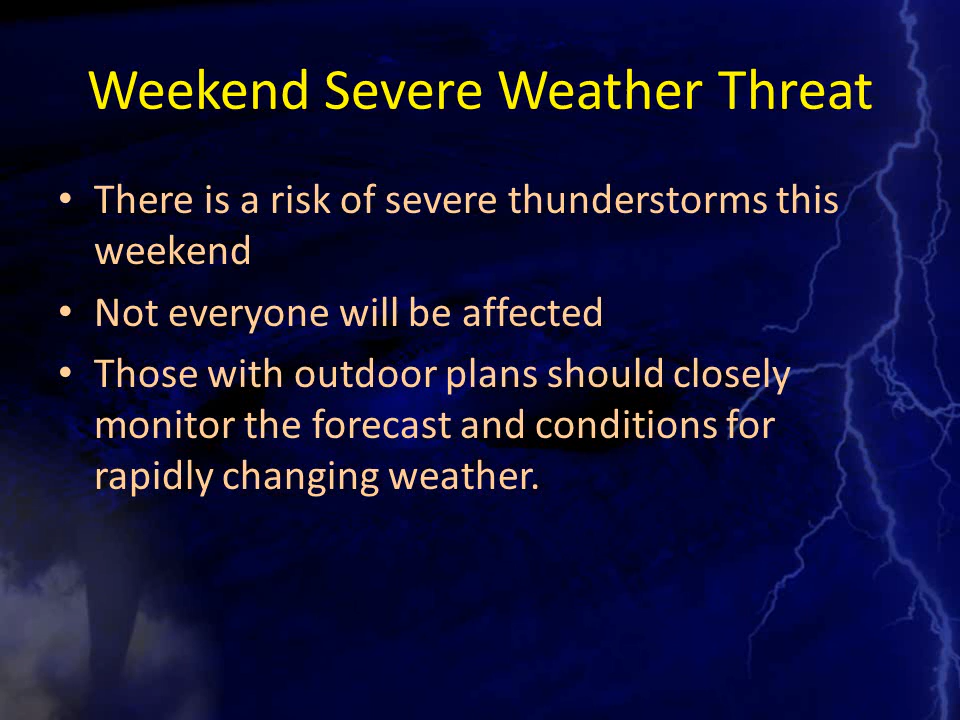 Weekend Severe Weather Threat
• There is a risk of severe thunderstorms this
weekend
• Not everyone will be affected
• Those with outdoor plans should closely
monitor the forecast and conditions for
rapidly changing weather.